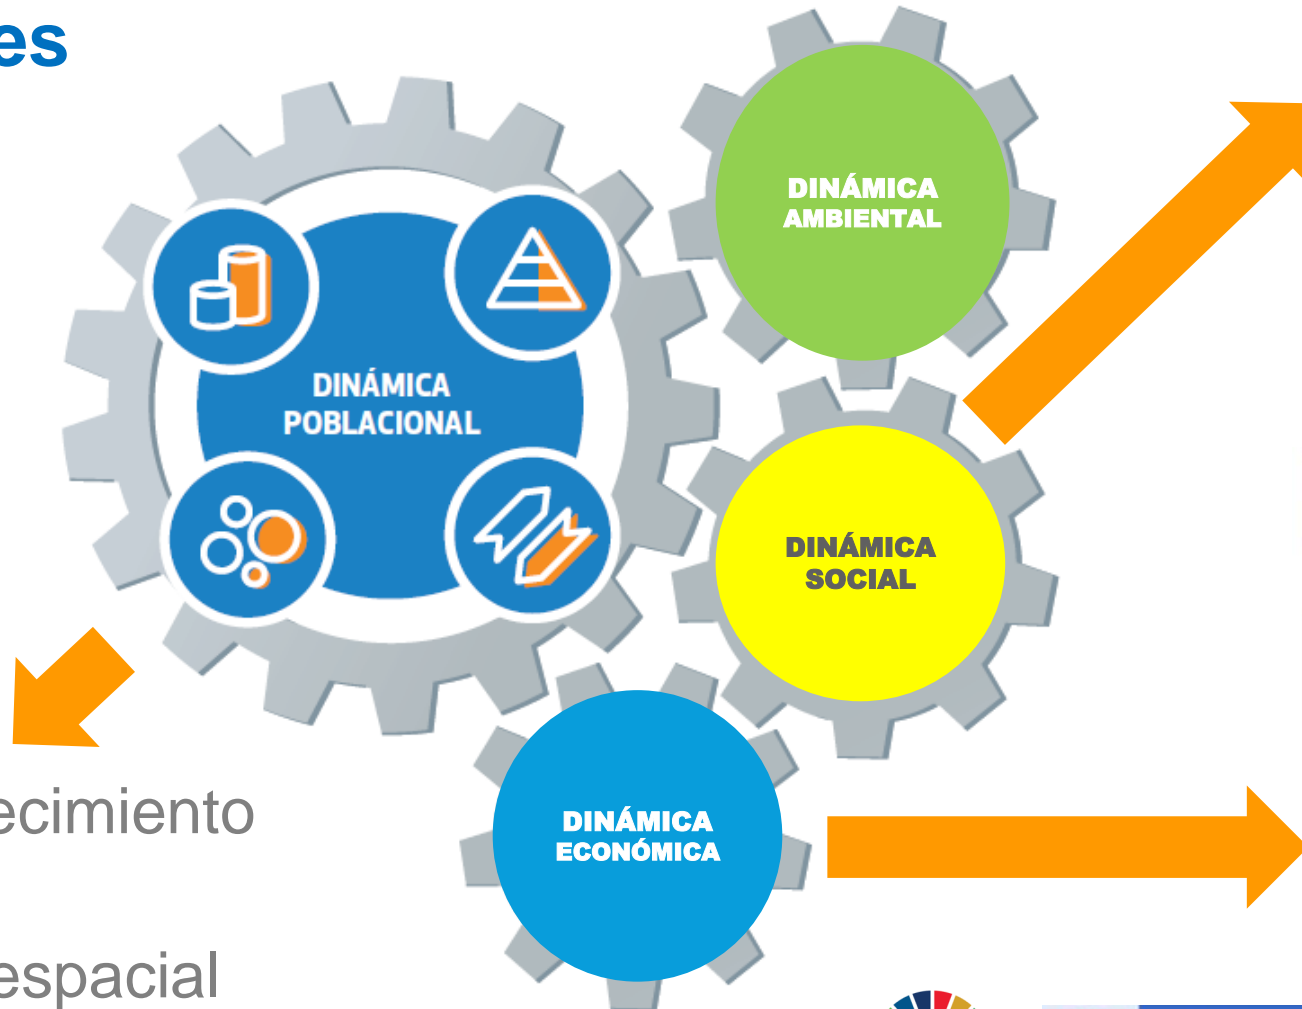 es
DINÁMICA
AMBIENTAL
DINÁMICA
POBLACIONAL
DINÁMICA
SOCIAL
DINÁMICA
ECONÓMICA
ecimiento
espacial